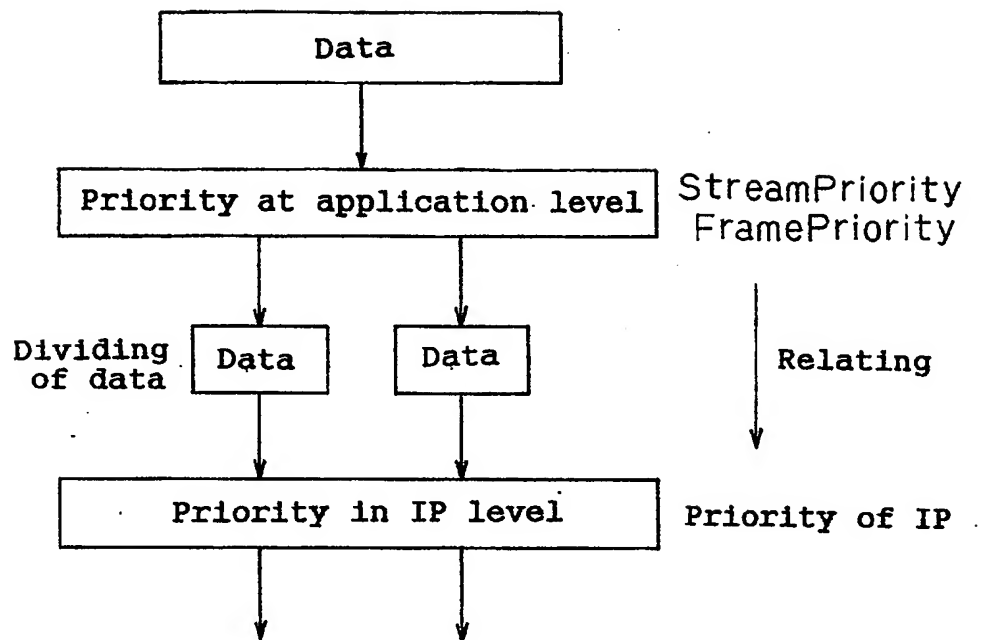 Data
Priority at application level
StreamPriority
FramePriority
Dividing
of data
Data
Data
Relating
Priority in IP level
Priority of IP